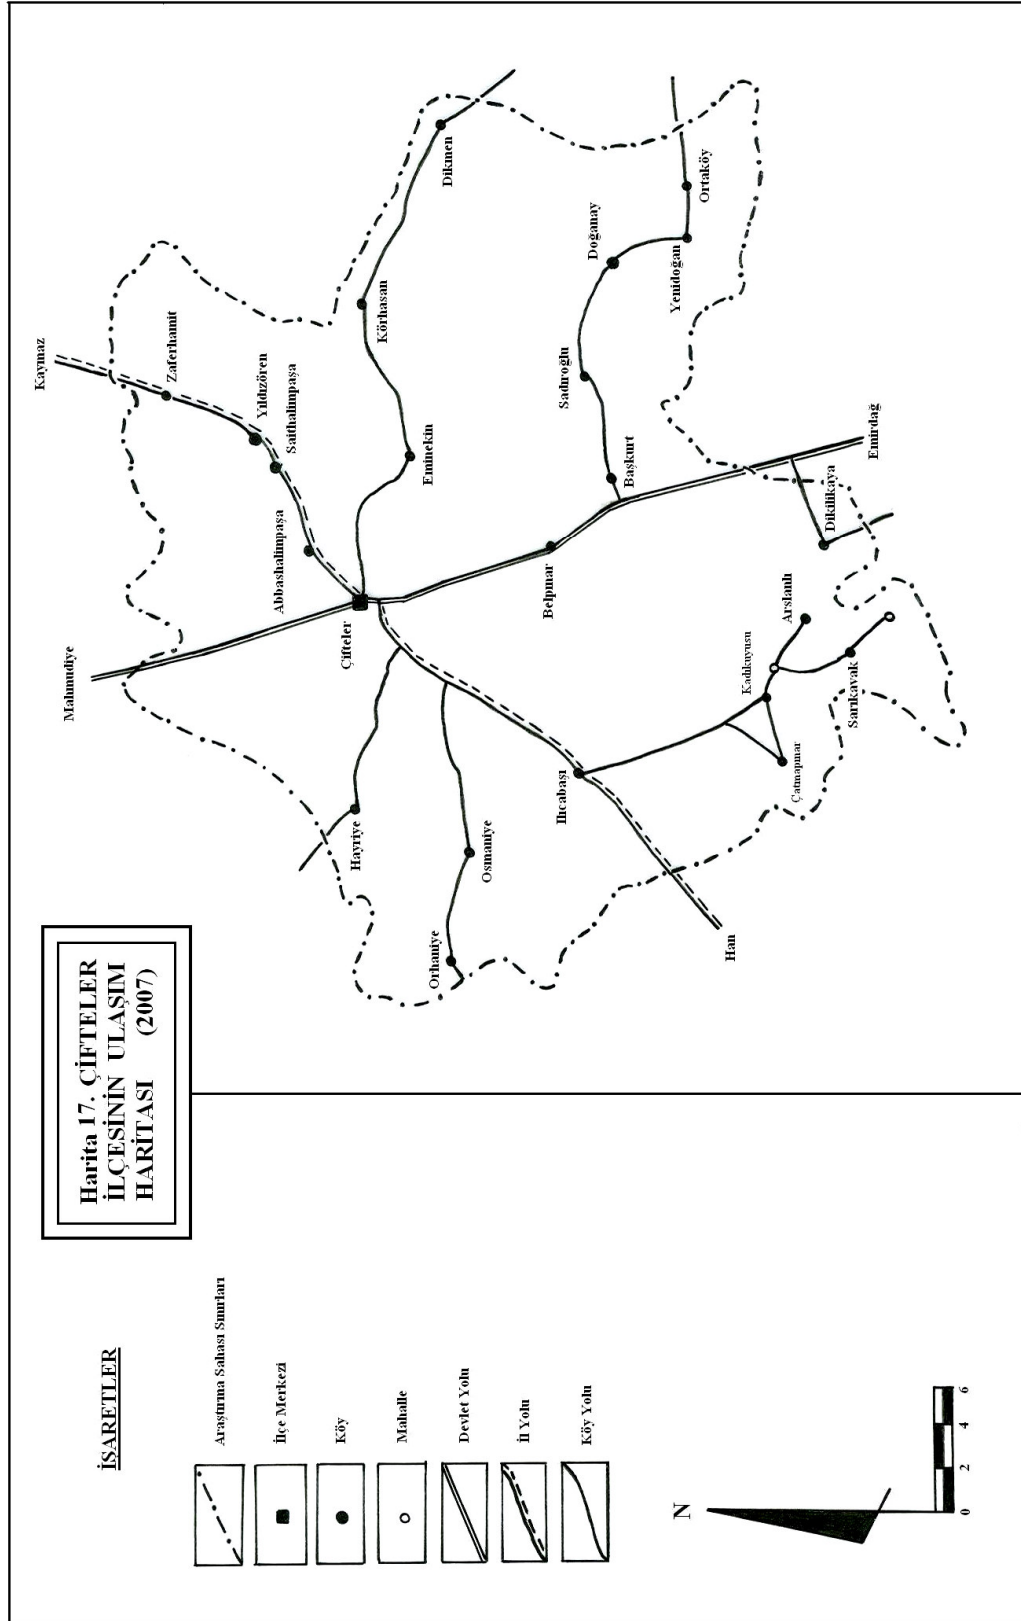 Harita 17. ÇİFTELER
İLÇESİNİN ULAŞIM
HARİTASI (2007)
Kaymaz
Zaferhamit
Yıldızören
Saithalimpaşa
Abbashalimpaşa
Mahmudiye
Çifteler
Dikmen
Körhasan
Eminekin
Hayriye
Osmaniye
Orhaniye
Ortaköy
Doğanay
Yenidoğan
Sadıroğlu
Başkurt
Belpınar
Emirdağ
Dikilikaya
Arslanlı
Kadıkuyusu
Sarıkavak
Çatmapınar
Ilıcabaşı
Han
İŞARETLER
Araştırma Sahası Sınırları
İlçe Merkezi
Köy
Mahalle
Devlet Yolu
İl Yolu
Köy Yolu
N
0 2 4 6